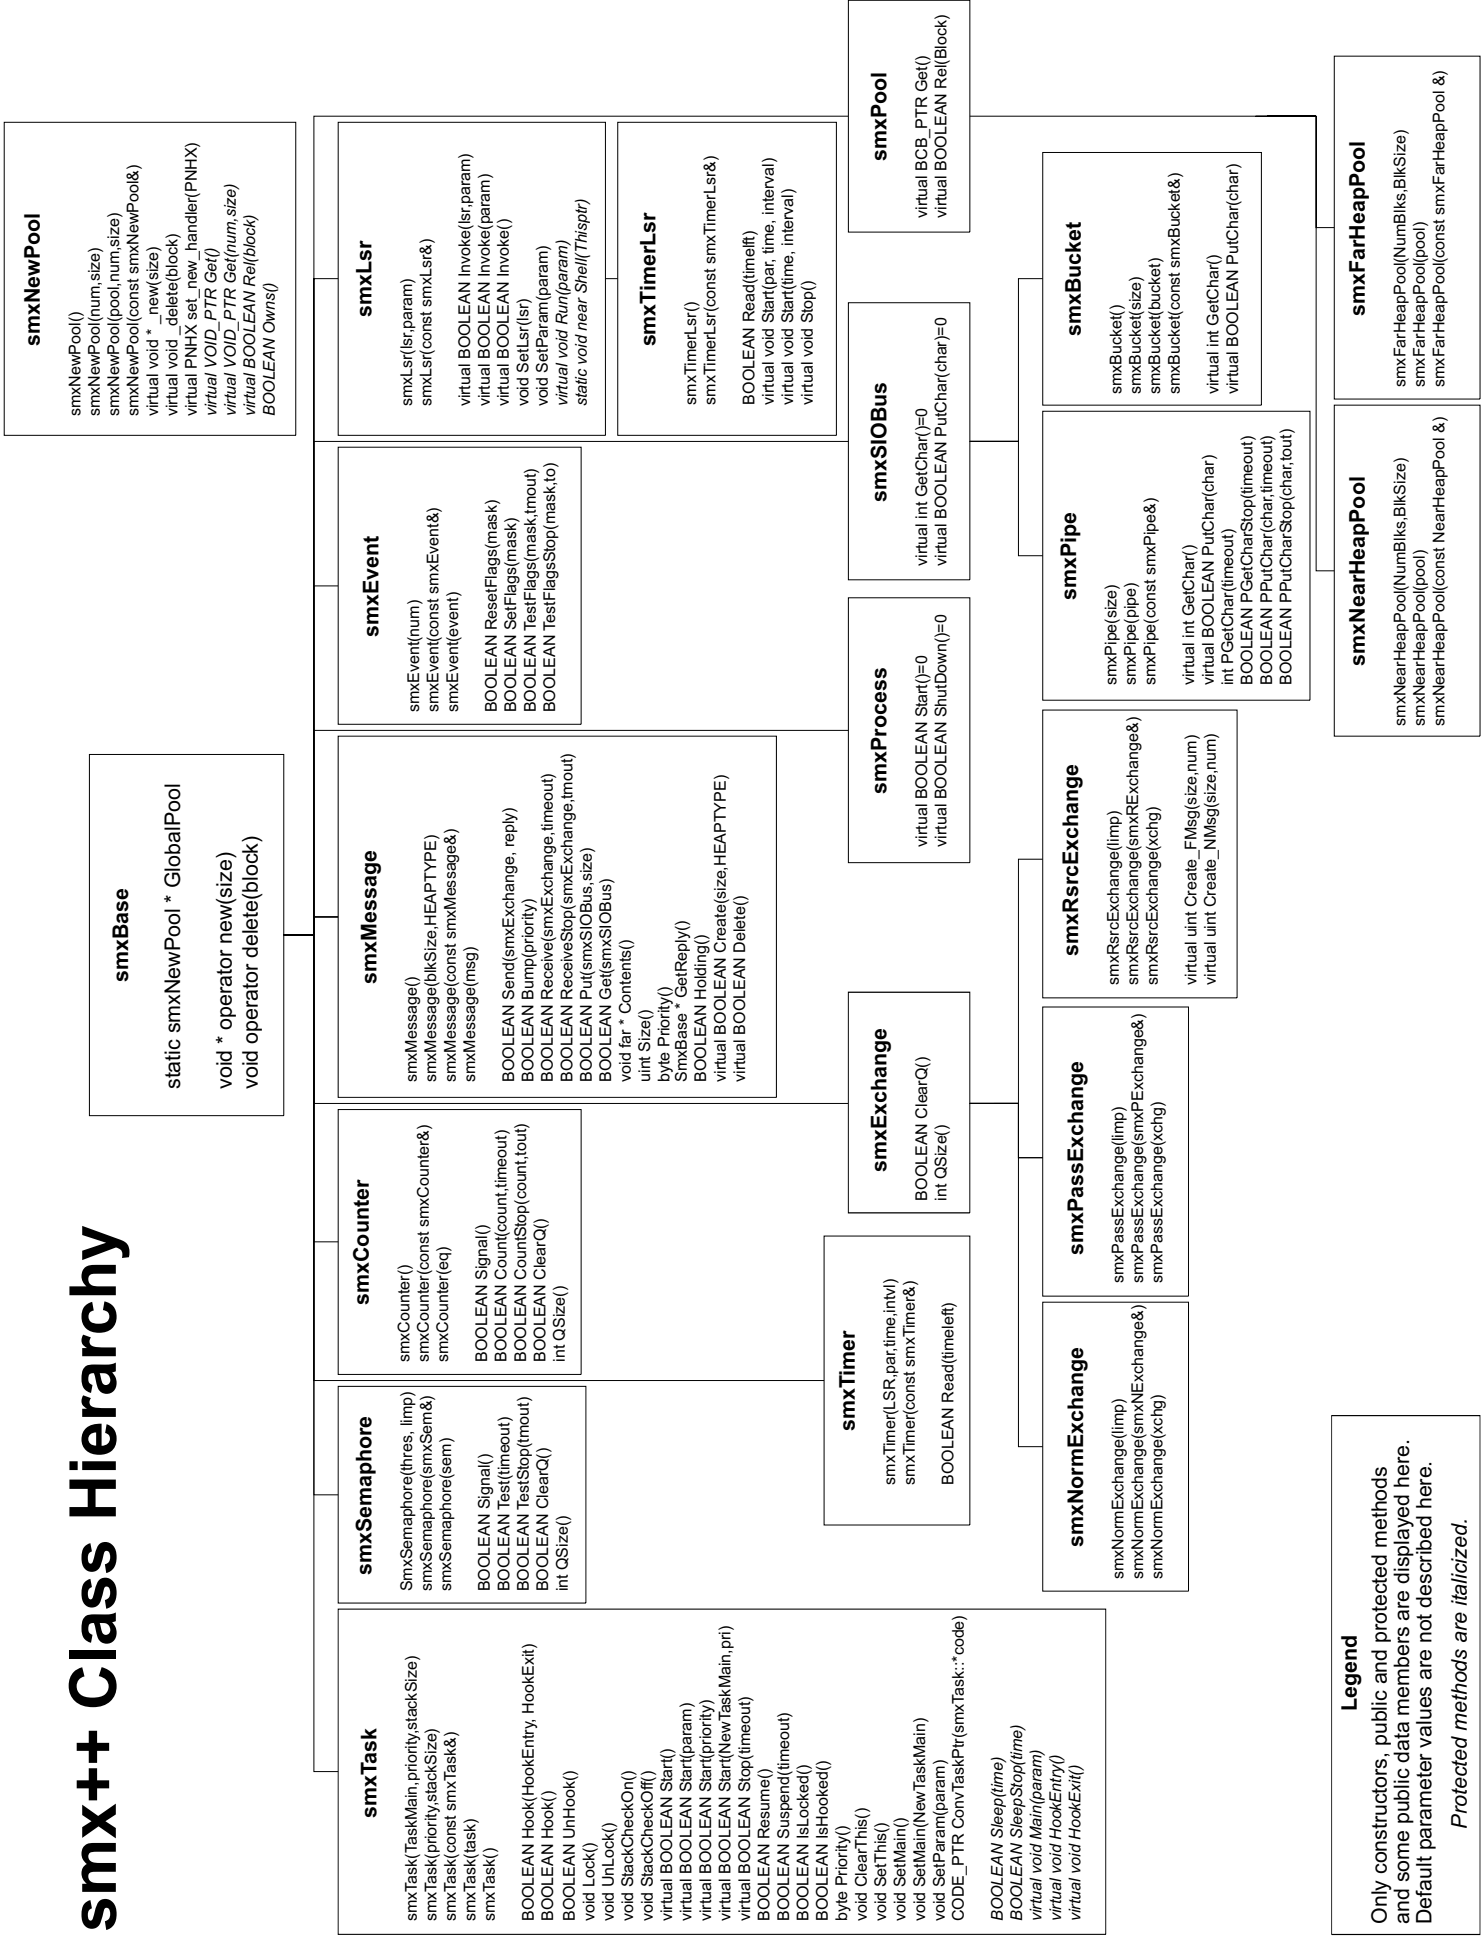 smx++ Class Hierarchy
smxBase
static smxNewPool * GlobalPool
void * operator new(size)
void operator delete(block)
smxNewPool
smxNewPool()
smxNewPool(num,size)
smxNewPool(pool,num,size)
smxNewPool(const smxNewPool&)
virtual void * _new(size)
virtual void _delete(block)
virtual PNHX set_new_handler(PNHX)
virtual VOID_PTR Get()
virtual VOID_PTR Get(num,size)
virtual BOOLEAN Rel(block)
BOOLEAN Owns()
smxTask
smxTask(TaskMain,priority,stackSize)
smxTask(priority,stackSize)
smxTask(const smxTask&)
smxTask(task)
smxTask()
BOOLEAN Hook(HookEntry, HookExit)
BOOLEAN Hook()
BOOLEAN UnHook()
void Lock()
void UnLock()
void StackCheckOn()
void StackCheckOff()
virtual BOOLEAN Start()
virtual BOOLEAN Start(param)
virtual BOOLEAN Start(priority)
virtual BOOLEAN Start(NewTaskMain,pri)
virtual BOOLEAN Stop(timeout)
BOOLEAN Resume()
BOOLEAN Suspend(timeout)
BOOLEAN IsLocked()
BOOLEAN IsHooked()
byte Priority()
void ClearThis()
void SetThis()
void SetMain()
void SetMain(NewTaskMain)
void SetParam(param)
CODE_PTR ConvTaskPtr(smxTask::*code)
BOOLEAN Sleep(time)
BOOLEAN SleepStop(time)
virtual void Main(param)
virtual void HookEntry()
virtual void HookExit()
smxSemaphore
SmxSemaphore(thres, limp)
smxSemaphore(smxSem&)
smxSemaphore(sem)
BOOLEAN Signal()
BOOLEAN Test(timeout)
BOOLEAN TestStop(tmout)
BOOLEAN ClearQ()
int QSize()
smxCounter
smxCounter()
smxCounter(const smxCounter&)
smxCounter(eq)
BOOLEAN Signal()
BOOLEAN Count(count,timeout)
BOOLEAN CountStop(count,tout)
BOOLEAN ClearQ()
int QSize()
smxMessage
smxMessage()
smxMessage(blkSize,HEAPTYPE)
smxMessage(const smxMessage&)
smxMessage(msg)
BOOLEAN Send(smxExchange, reply)
BOOLEAN Bump(priority)
BOOLEAN Receive(smxExchange,timeout)
BOOLEAN ReceiveStop(smxExchange,tmout)
BOOLEAN Put(smxSIOBus,size)
BOOLEAN Get(smxSIOBus)
void far * Contents()
uint Size()
byte Priority()
SmxBase * GetReply()
BOOLEAN Holding()
virtual BOOLEAN Create(size,HEAPTYPE)
virtual BOOLEAN Delete()
smxEvent
smxEvent(num)
smxEvent(const smxEvent&)
smxEvent(event)
BOOLEAN ResetFlags(mask)
BOOLEAN SetFlags(mask)
BOOLEAN TestFlags(mask,tmout)
BOOLEAN TestFlagsStop(mask,to)
smxLsr
smxLsr(lsr,param)
smxLsr(const smxLsr&)
virtual BOOLEAN Invoke(lsr,param)
virtual BOOLEAN Invoke(param)
virtual BOOLEAN Invoke()
void SetLsr(lsr)
void SetParam(param)
virtual void Run(param)
static void near Shell(Thisptr)
smxTimerLsr
smxTimerLsr()
smxTimerLsr(const smxTimerLsr&)
BOOLEAN Read(timelft)
virtual void Start(par, time, interval)
virtual void Start(time, interval)
virtual void Stop()
smxTimer
smxTimer(LSR,par,time,intvl)
smxTimer(const smxTimer&)
BOOLEAN Read(timeleft)
smxExchange
BOOLEAN ClearQ()
int QSize()
smxProcess
virtual BOOLEAN Start()=0
virtual BOOLEAN ShutDown()=0
smxSIOBus
virtual int GetChar()=0
virtual BOOLEAN PutChar(char)=0
smxPool
virtual BCB_PTR Get()
virtual BOOLEAN Rel(Block)
smxNormExchange
smxNormExchange(limp)
smxNormExchange(smxNExchange&)
smxNormExchange(xchg)
smxPassExchange
smxPassExchange(limp)
smxPassExchange(smxPExchange&)
smxPassExchange(xchg)
smxRsrcExchange
smxRsrcExchange(limp)
smxRsrcExchange(smxRExchange&)
smxRsrcExchange(xchg)
virtual uint Create_FMsg(size,num)
virtual uint Create_NMsg(size,num)
smxPipe
smxPipe(size)
smxPipe(pipe)
smxPipe(const smxPipe&)
virtual int GetChar()
virtual BOOLEAN PutChar(char)
int PGetChar(timeout)
BOOLEAN PGetCharStop(timeout)
BOOLEAN PPutChar(char,timeout)
BOOLEAN PPutCharStop(char,tout)
smxBucket
smxBucket()
smxBucket(size)
smxBucket(bucket)
smxBucket(const smxBucket&)
virtual int GetChar()
virtual BOOLEAN PutChar(char)
smxNearHeapPool
smxNearHeapPool(NumBlks,BlkSize)
smxNearHeapPool(pool)
smxNearHeapPool(const NearHeapPool &)
smxFarHeapPool
smxFarHeapPool(NumBlks,BlkSize)
smxFarHeapPool(pool)
smxFarHeapPool(const smxFarHeapPool &)
Legend
Only constructors, public and protected methods
and some public data members are displayed here.
Default parameter values are not described here.
Protected methods are italicized.